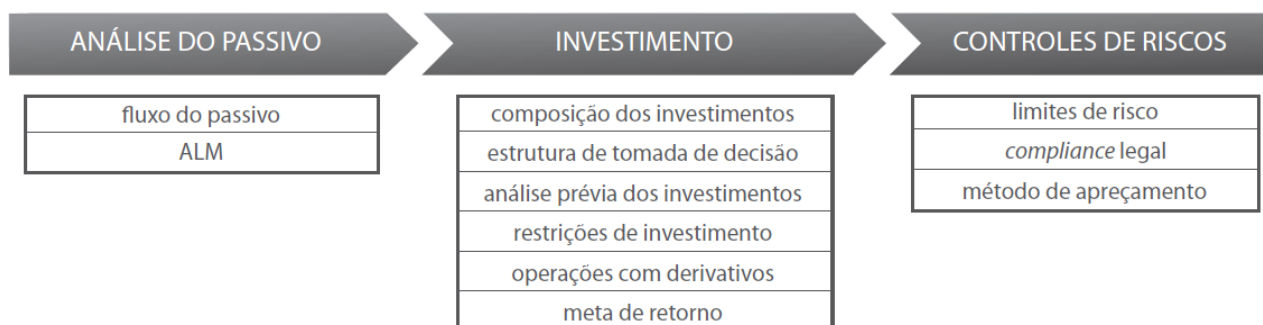 ANÁLISE DO PASSIVO
fluxo do passivo
ALM
INVESTIMENTO
composição dos investimentos
estrutura de tomada de decisão
análise prévia dos investimentos
restrições de investimento
operações com derivativos
meta de retorno
CONTROLES DE RISCOS
limites de risco
compliance legal
método de apreçamento